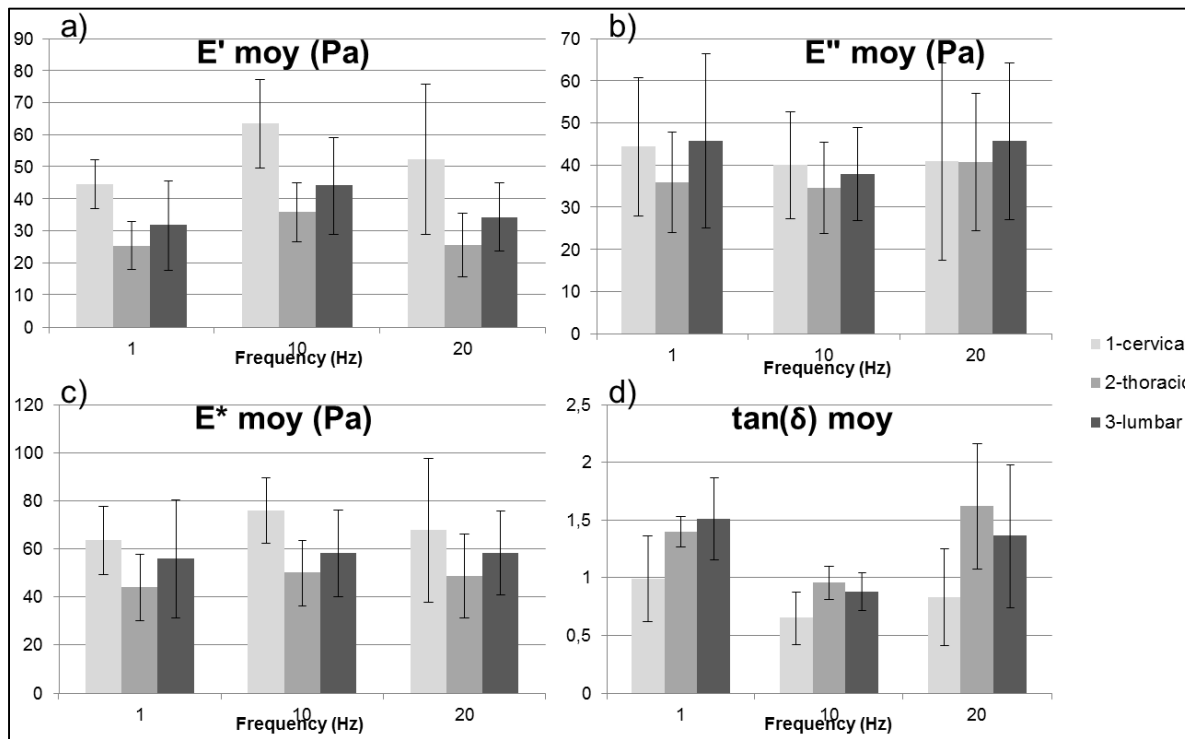 a)
E' moy (Pa)
90
80
70
60
50
40
30
20
10
0
1
10
20
Frequency (Hz)
b)
E" moy (Pa)
70
60
50
40
30
20
10
0
1
10
20
Frequency (Hz)
c)
E* moy (Pa)
120
100
80
60
40
20
0
1
10
20
Frequency (Hz)
d)
tan(δ) moy
2,5
2
1,5
1
0,5
0
1
10
20
Frequency (Hz)
1-cervica
2-thoracic
3-lumbar